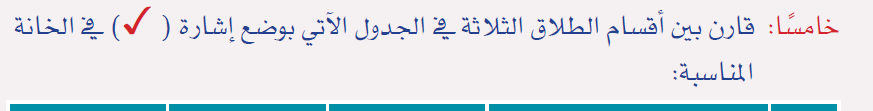 خامسًا: قارن بين أقسام الطلاق الثلاثة في الجدول الآتي بوضع إشارة ( ✓ ) في الخانة
المناسبة: